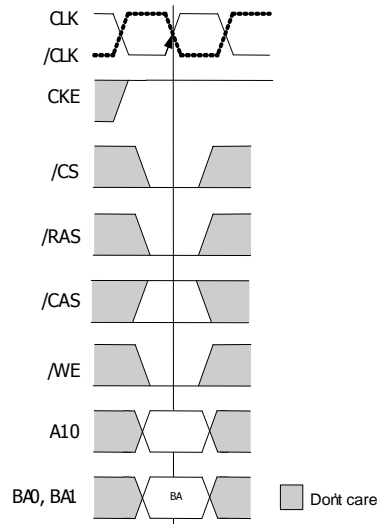 CLK
/CLK
CKE
/CS
/RAS
/CAS
/WE
A10
BA0, BA1
BA
Don't care